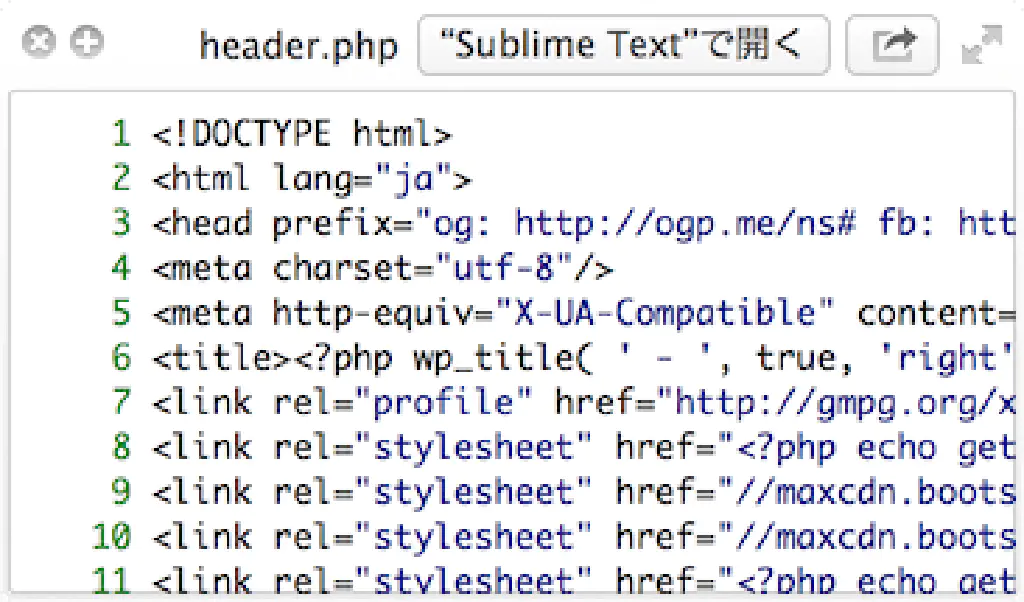 header.php “Sublime Text”で開く
1 <!DOCTYPE html>
2 <html lang="ja">
3 <head prefix="og: http://ogp.me/ns# fb: htt
4 <meta charset="utf-8"/>
5 <meta http-equiv="X-UA-Compatible" content=
6 <title><?php wp_title( ' - ', true, 'right'
7 <link rel="profile" href="http://gmpg.org/x
8 <link rel="stylesheet" href="<?php echo get
9 <link rel="stylesheet" href="//maxcdn.boots
10 <link rel="stylesheet" href="//maxcdn.boots
11 <link rel="stylesheet" href="<?php echo get